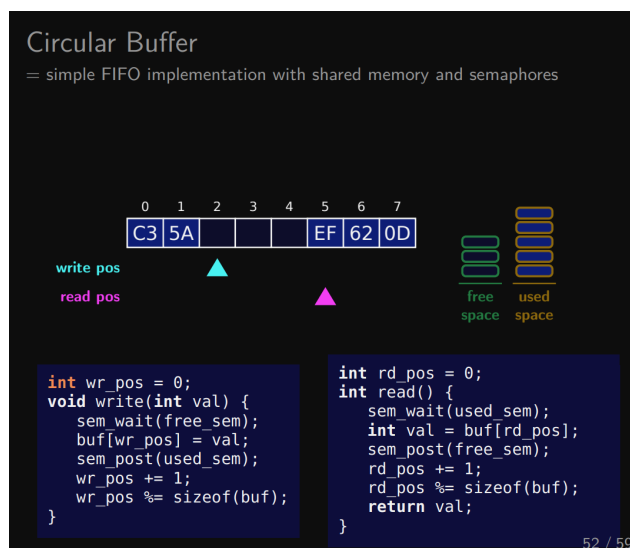 Circular Buffer
= simple FIFO implementation with shared memory and semaphores
0 1 2 3 4 5 6 7
C3 5A EF 62 0D
write pos
read pos
free
space
used
space
int wr_pos = 0;
void write(int val) {
sem_wait(free_sem);
buf[wr_pos] = val;
sem_post(used_sem);
wr_pos += 1;
wr_pos %= sizeof(buf);
}
int rd_pos = 0;
int read() {
sem_wait(used_sem);
int val = buf[rd_pos];
sem_post(free_sem);
rd_pos += 1;
rd_pos %= sizeof(buf);
return val;
}
52 / 59